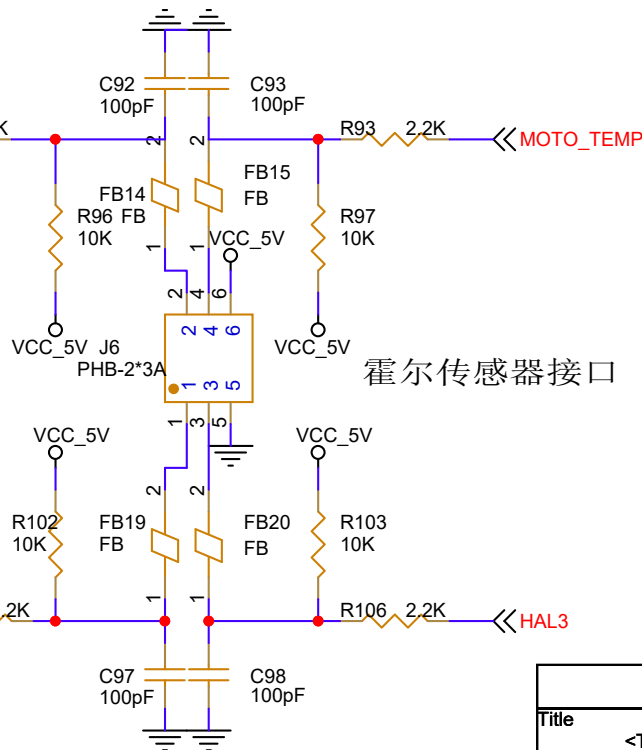 C92
100pF
C93
100pF
K
2
2
R93
2.2K
MOTO_TEMP
FB14
FB
FB15
FB
R96
10K
R97
10K
1
1
VCC_5V
2
4
6
VCC_5V
J6
PHB-2*3A
2
4
6
VCC_5V
霍尔传感器接口
1
3
5
1
3
5
VCC_5V
VCC_5V
2
2
R102
10K
FB19
FB
FB20
FB
R103
10K
1
1
.2K
R106
2.2K
HAL3
C97
100pF
C98
100pF
Title
<T